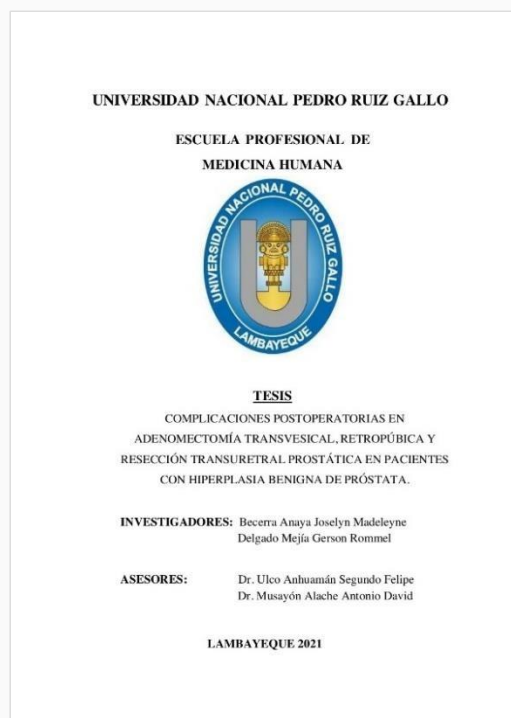 UNIVERSIDAD NACIONAL PEDRO RUIZ GALLO
ESCUELA PROFESIONAL DE
MEDICINA HUMANA
UNIVERSIDAD NACIONAL PEDRO RUIZ GALLO
LAMBAYEQUE
TESIS
COMPLICACIONES POSTOPERATORIAS EN
ADENOMECTOMÍA TRANSVESICAL, RETROPÚBICA Y
RESECCIÓN TRANSURETRAL PROSTÁTICA EN PACIENTES
CON HIPERPLASIA BENIGNA DE PRÓSTATA.
INVESTIGADORES: Becerra Anaya Joselyn Madeleyne
Delgado Mejía Gerson Rommel
ASESORES: Dr. Ulco Anhuamán Segundo Felipe
Dr. Musayón Alache Antonio David
LAMBAYEQUE 2021